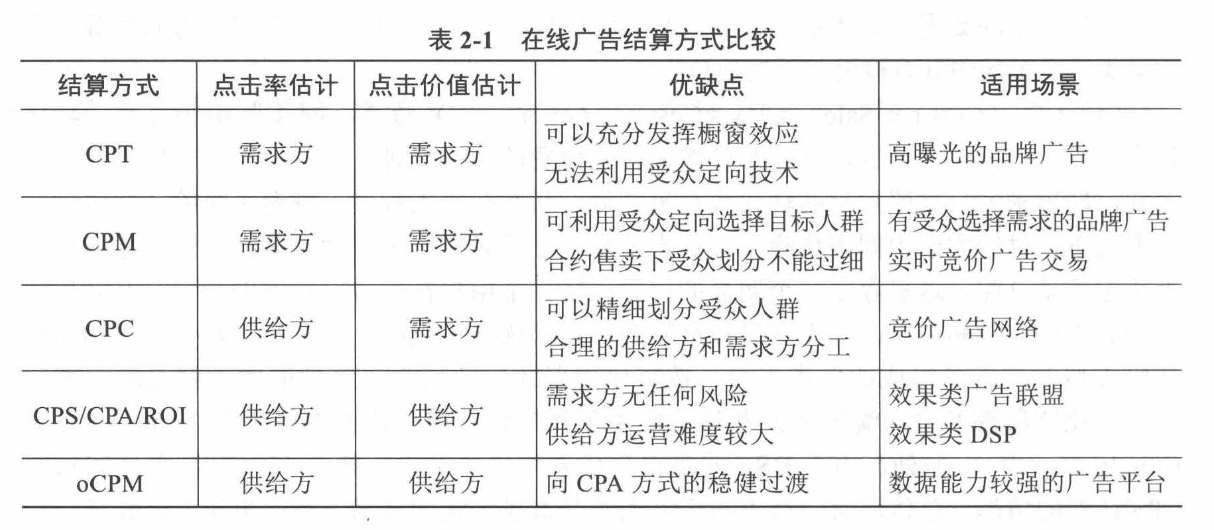 表 2-1 在线广告结算方式比较
结算方式 点击率估计 点击价值估计 优缺点 适用场景
CPT 需求方 需求方 可以充分发挥橱窗效应 高曝光的品牌广告
无法利用受众定向技术
CPM 需求方 需求方 可利用受众定向选择目标人群 有受众选择需求的品牌广告
合约售卖下受众划分不能过细 实时竞价广告交易
CPC 供给方 需求方 可以精细划分受众人群 竞价广告网络
合理的供给方和需求方分工
CPS/CPA/ROI 供给方 供给方 需求方无任何风险 效果类广告联盟
供给方运营难度较大 效果类 DSP
oCPM 供给方 供给方 向 CPA 方式的稳健过渡 数据能力较强的广告平台